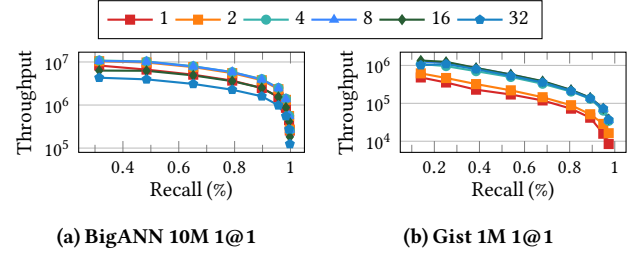 1 2 4 8 16 32
Throughput
10^7
10^6
10^5
0.4 0.6 0.8 1
Recall (%)
(a) BigANN 10M 1@1
Throughput
10^6
10^5
10^4
0.2 0.4 0.6 0.8 1
Recall (%)
(b) Gist 1M 1@1